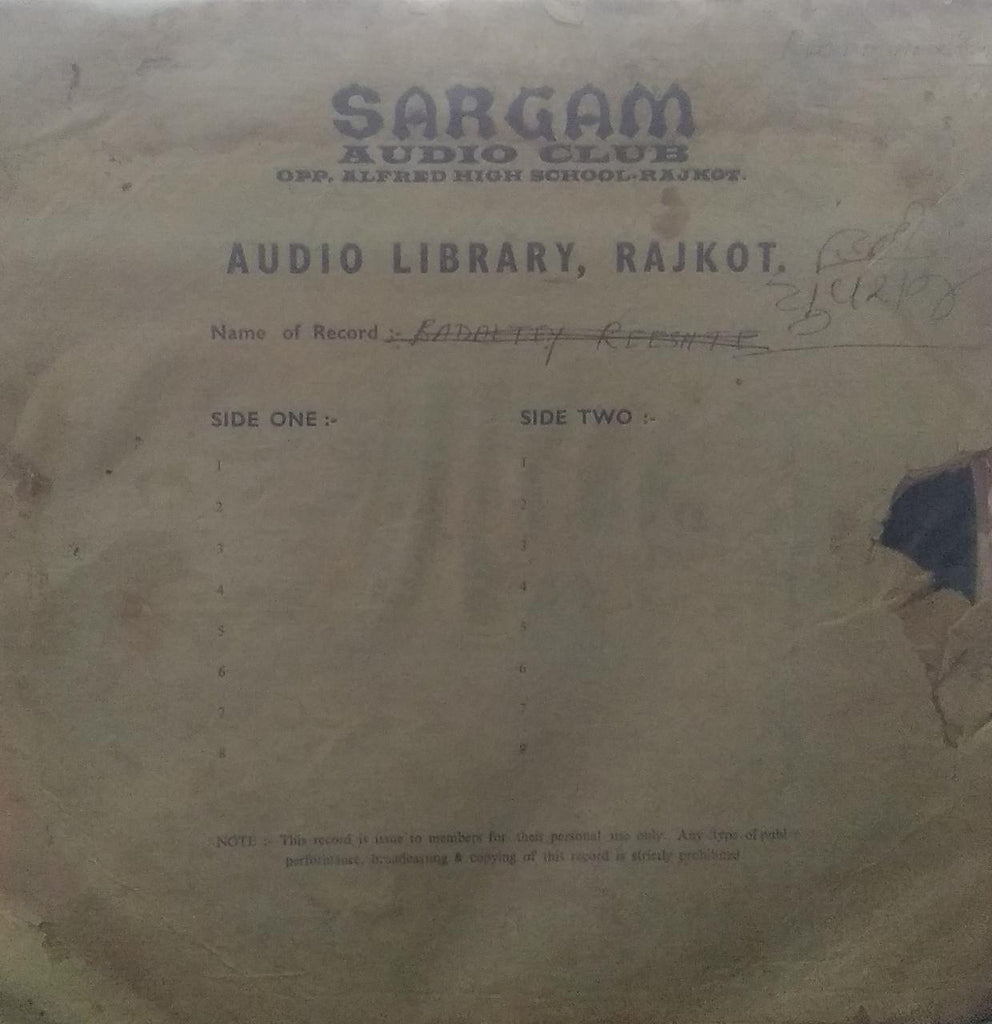 SARGAM
AUDIO CLUB
OPP. ALFRED HIGH SCHOOL-RAJKOT.
AUDIO LIBRARY, RAJKOT.
Name of Record :- BADALTEY REESHTE
SIDE ONE :- SIDE TWO :-
1 1
2 2
3 3
4 4
5 5
6 6
7 7
8 8
NOTE :- This record is issue to members for their personal use only. Any type of publ
performance, broadcasting & copying of this record is strictly prohibited